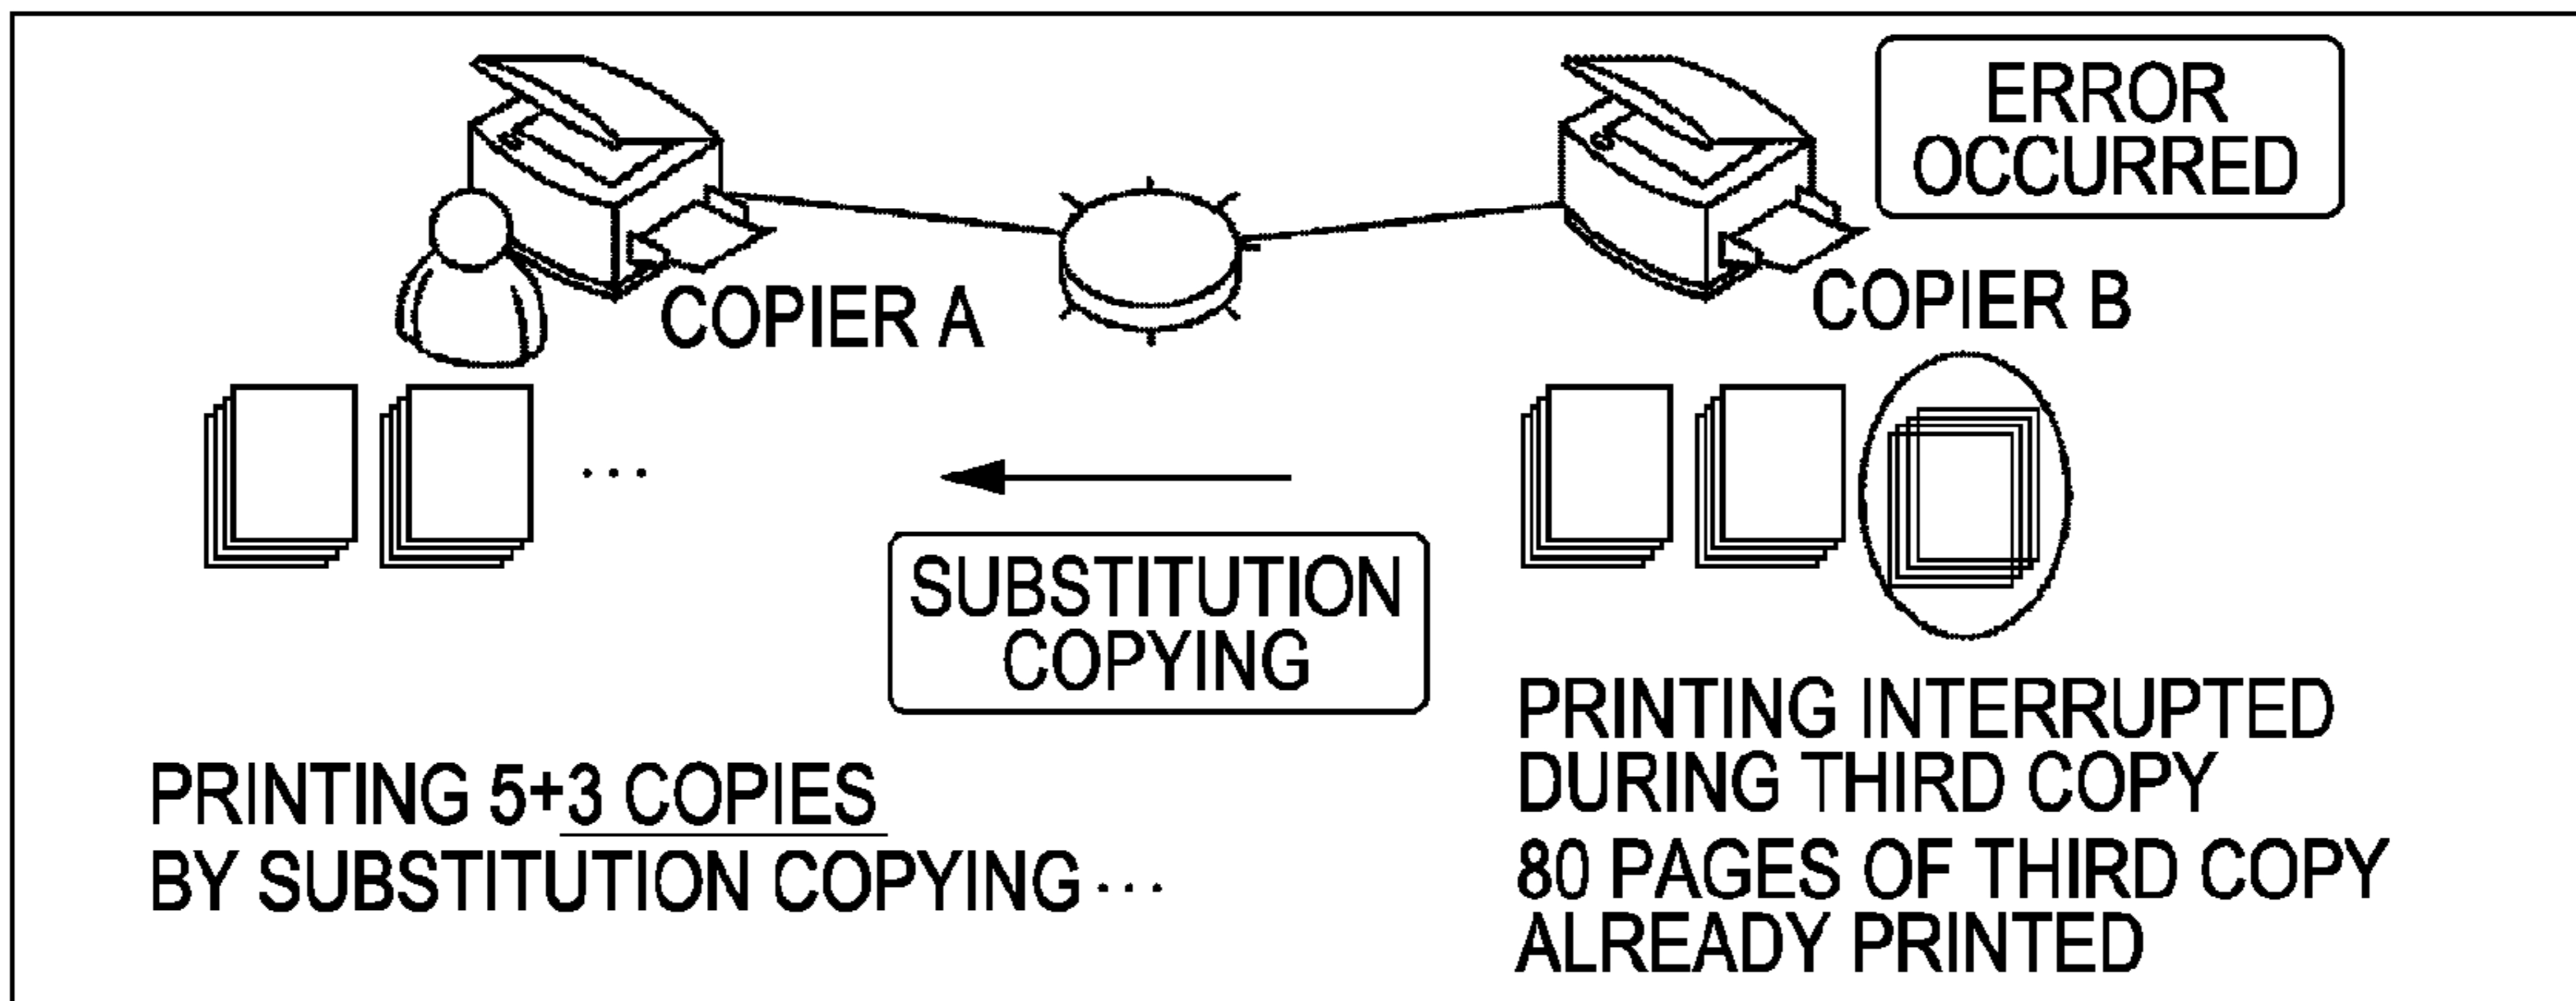 ERROR
OCCURRED
COPIER A
COPIER B
...
SUBSTITUTION
COPYING
PRINTING 5+3 COPIES
BY SUBSTITUTION COPYING...
PRINTING INTERRUPTED
DURING THIRD COPY
80 PAGES OF THIRD COPY
ALREADY PRINTED